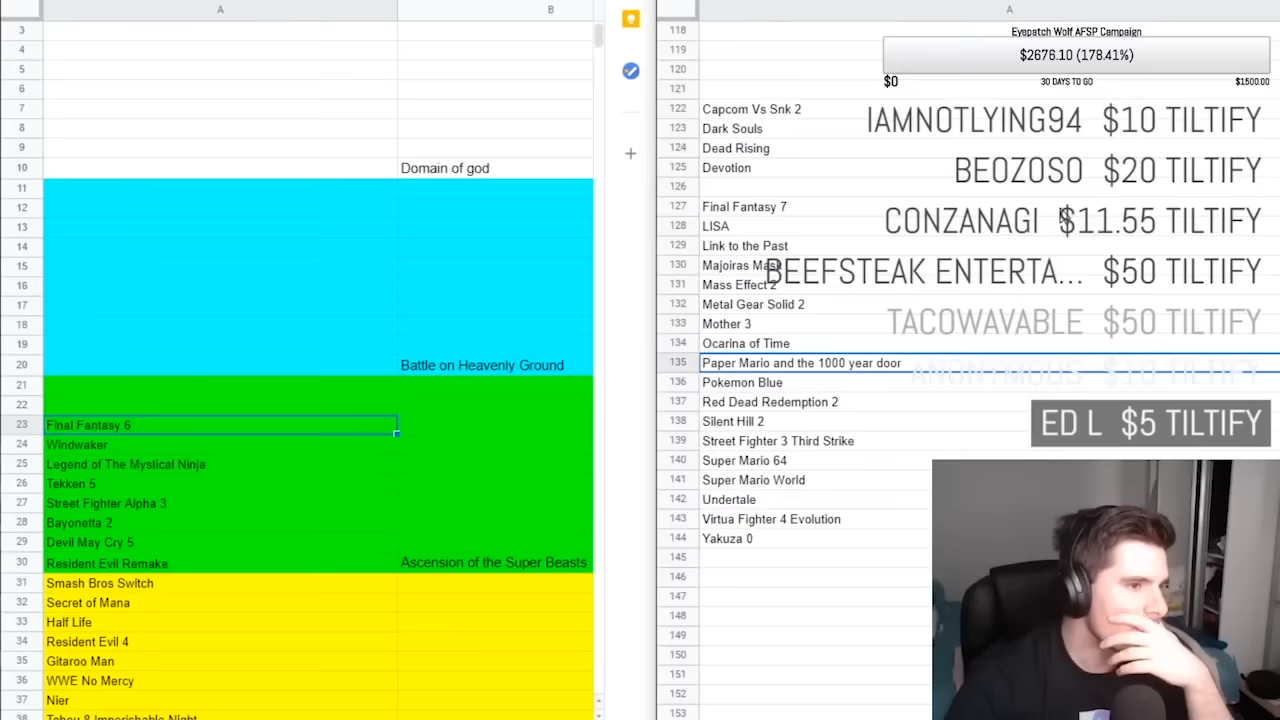 A
B
3
4
5
6
7
8
9
10
Domain of god
11
12
13
14
15
16
17
18
19
20
Battle on Heavenly Ground
21
22
23
Final Fantasy 6
24
Windwaker
25
Legend of The Mystical Ninja
26
Tekken 5
27
Street Fighter Alpha 3
28
Bayonetta 2
29
Devil May Cry 5
30
Resident Evil Remake
Ascension of the Super Beasts
31
Smash Bros Switch
32
Secret of Mana
33
Half Life
34
Resident Evil 4
35
Gitaroo Man
36
WWE No Mercy
37
Nier
38
A
118
119
120
121
122
Capcom Vs Snk 2
123
Dark Souls
124
Dead Rising
125
Devotion
126
127
Final Fantasy 7
128
LISA
129
Link to the Past
130
Majoiras Mask
131
Mass Effect 2
132
Metal Gear Solid 2
133
Mother 3
134
Ocarina of Time
135
Paper Mario and the 1000 year door
136
Pokemon Blue
137
Red Dead Redemption 2
138
Silent Hill 2
139
Street Fighter 3 Third Strike
140
Super Mario 64
141
Super Mario World
142
Undertale
143
Virtua Fighter 4 Evolution
144
Yakuza 0
145
146
147
148
149
150
151
152
153
Eyepatch Wolf AFSP Campaign
$2676.10 (178.41%)
$0
30 DAYS TO GO
$1500.00
IAMNOTLYING94 $10 TILTIFY
BEOZOSO $20 TILTIFY
CONZANAGI $11.55 TILTIFY
BEEFSTEAK ENTERTA... $50 TILTIFY
TACOWAVABLE $50 TILTIFY
ANONYMOUS $10 TILTIFY
ED L $5 TILTIFY